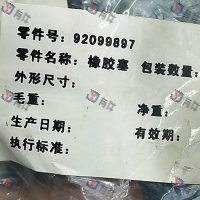 零件号：92099897
零件名称：橡胶塞 包装数量：
外形尺寸：
毛重： 净重：
生产日期： 有效期：
执行标准：